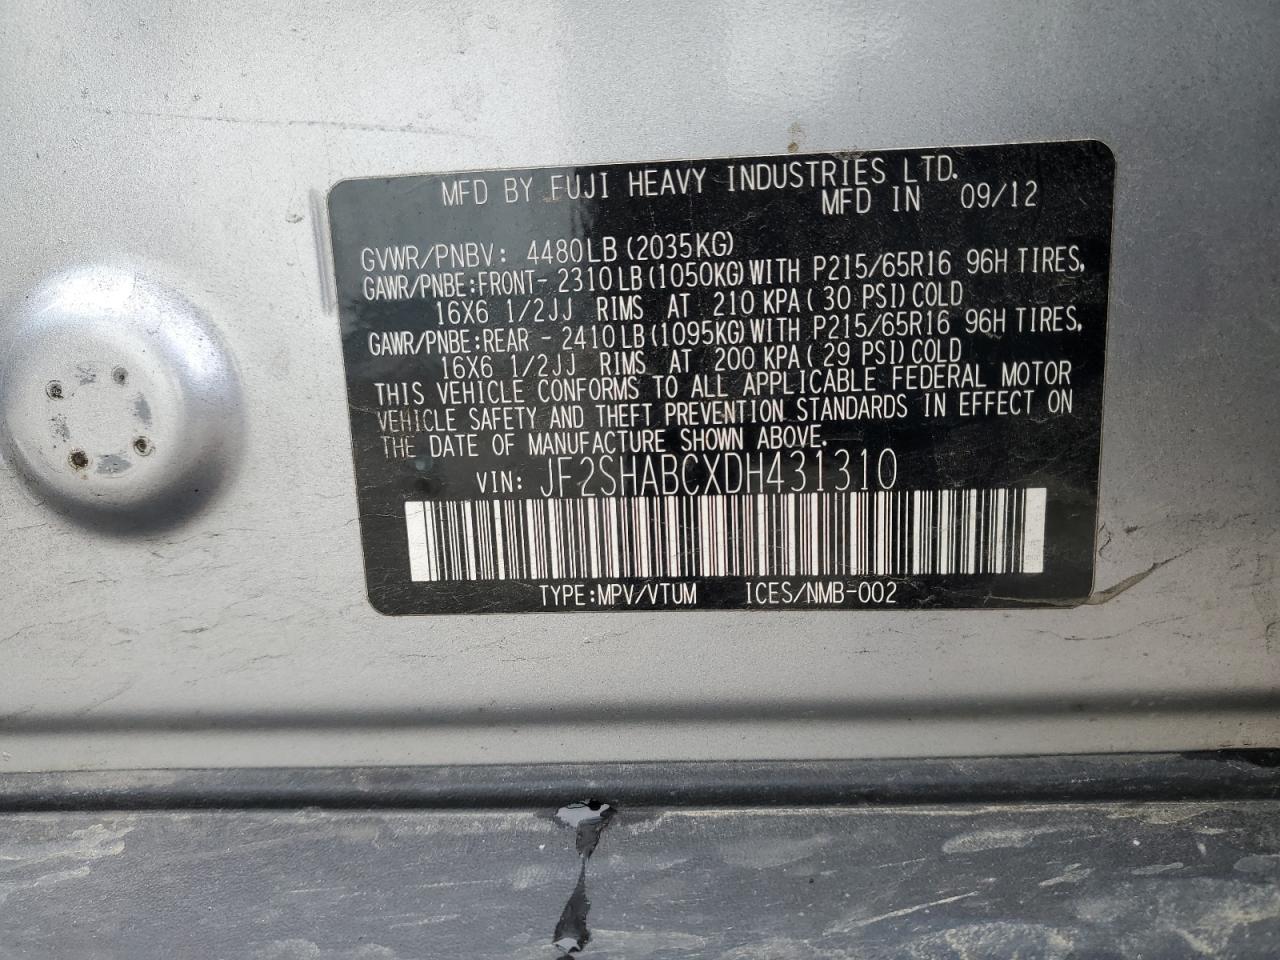 MFD BY FUJI HEAVY INDUSTRIES LTD.
MFD IN 09/12
GVWR/PNBV: 4480LB(2035KG)
GAWR/PNBE:FRONT- 2310LB(1050KG)WITH P215/65R16 96H TIRES,
16X6 1/2JJ RIMS AT 210 KPA(30 PSI)COLD
GAWR/PNBE:REAR - 2410LB(1095KG)WITH P215/65R16 96H TIRES,
16X6 1/2JJ RIMS AT 200 KPA(29 PSI)COLD
THIS VEHICLE CONFORMS TO ALL APPLICABLE FEDERAL MOTOR
VEHICLE SAFETY AND THEFT PREVENTION STANDARDS IN EFFECT ON
THE DATE OF MANUFACTURE SHOWN ABOVE.
VIN: JF2SHABCXDH431310
TYPE:MPV/VTUM ICES/NMB-002